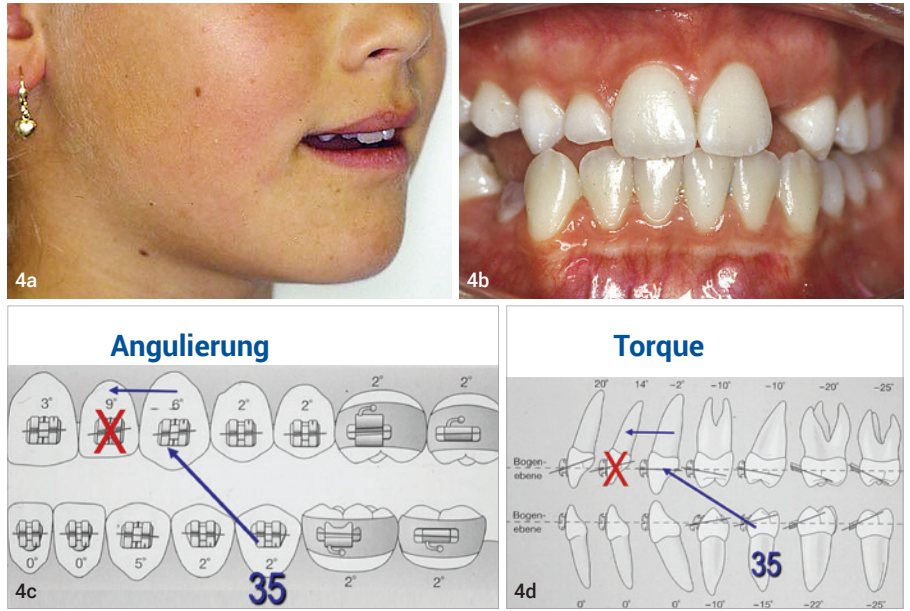 4a
4b
Angulierung
3° 9° 6° 2° 2° 2° 2°
X
0° 0° 5° 2° 2° 2° 2°
35
4c
Torque
20° 14° -2° -10° -10° -20° -25°
Bogen-
ebene
X
Bogen-
ebene
35
0° 0° 0° -10° -15° -22° -25°
4d